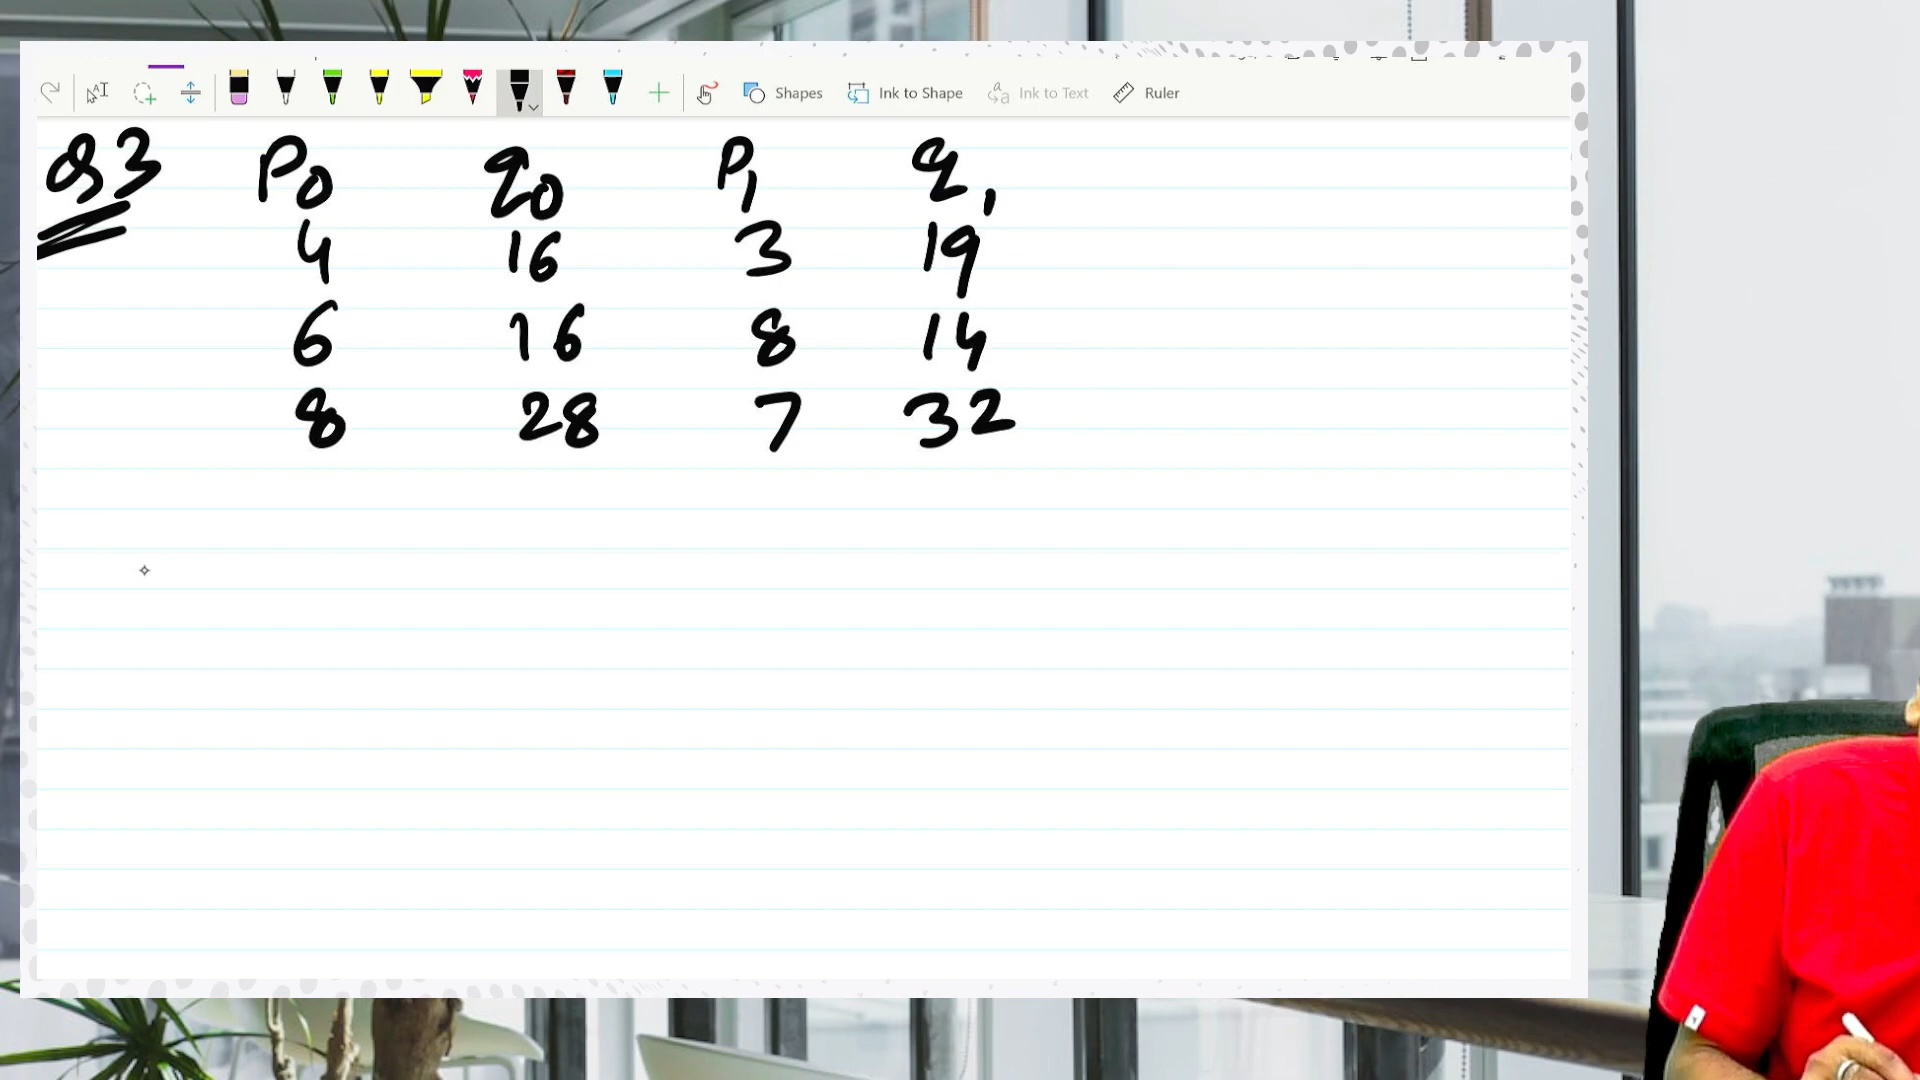 Shapes Ink to Shape Ink to Text Ruler
Q3 P0 q0 P1 q1
4 16 3 19
6 16 8 14
8 28 7 32